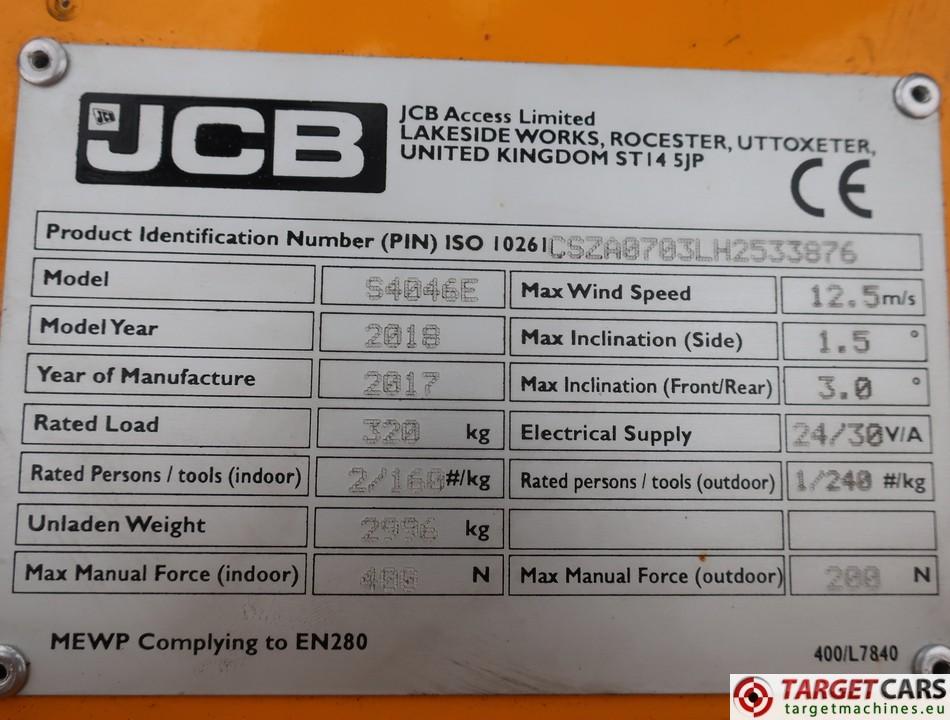 JCB
JCB Access Limited
LAKESIDE WORKS, ROCESTER, UTTOXETER,
UNITED KINGDOM ST14 5JP
CE
Product Identification Number (PIN) ISO 10261 CSZA0703LH2533876
Model S4046E Max Wind Speed 12.5 m/s
Model Year 2018 Max Inclination (Side) 1.5 °
Year of Manufacture 2017 Max Inclination (Front/Rear) 3.0 °
Rated Load 320 kg Electrical Supply 24/30 V/A
Rated Persons / tools (indoor) 2/160 #/kg Rated persons / tools (outdoor) 1/240 #/kg
Unladen Weight 2996 kg
Max Manual Force (indoor) 400 N Max Manual Force (outdoor) 200 N
MEWP Complying to EN280
400/L7840
TARGETCARS
targetmachines.eu